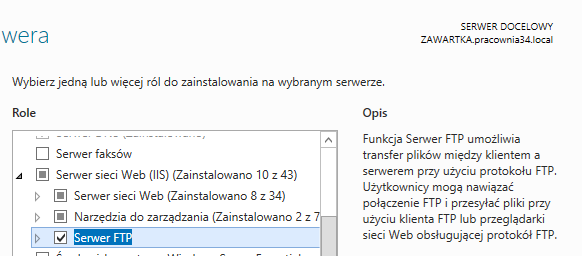 wera
SERWER DOCELOWY
ZAWARTKA.pracownia34.local
Wybierz jedną lub więcej ról do zainstalowania na wybranym serwerze.
Role
Serwer faksów
Serwer sieci Web (IIS) (Zainstalowano 10 z 43)
Serwer sieci Web (Zainstalowano 8 z 34)
Narzędzia do zarządzania (Zainstalowano 2 z 7
Serwer FTP
Opis
Funkcja Serwer FTP umożliwia
transfer plików między klientem a
serwerem przy użyciu protokołu FTP.
Użytkownicy mogą nawiązać
połączenie FTP i przesyłać pliki przy
użyciu klienta FTP lub przeglądarki
sieci Web obsługującej protokół FTP.